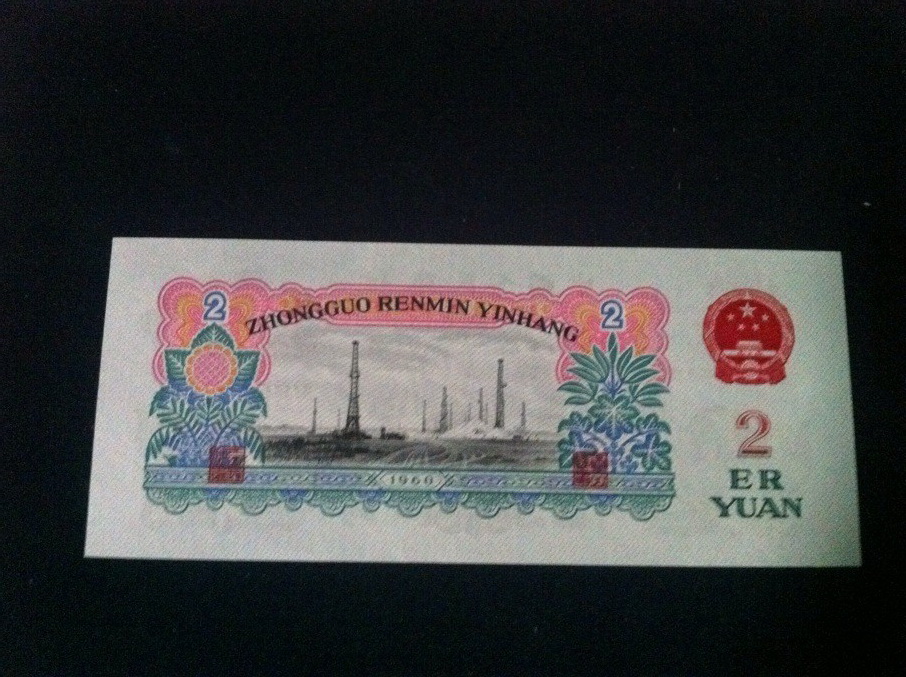 2
ZHONGGUO RENMIN YINHANG
2
1960
2
ER
YUAN